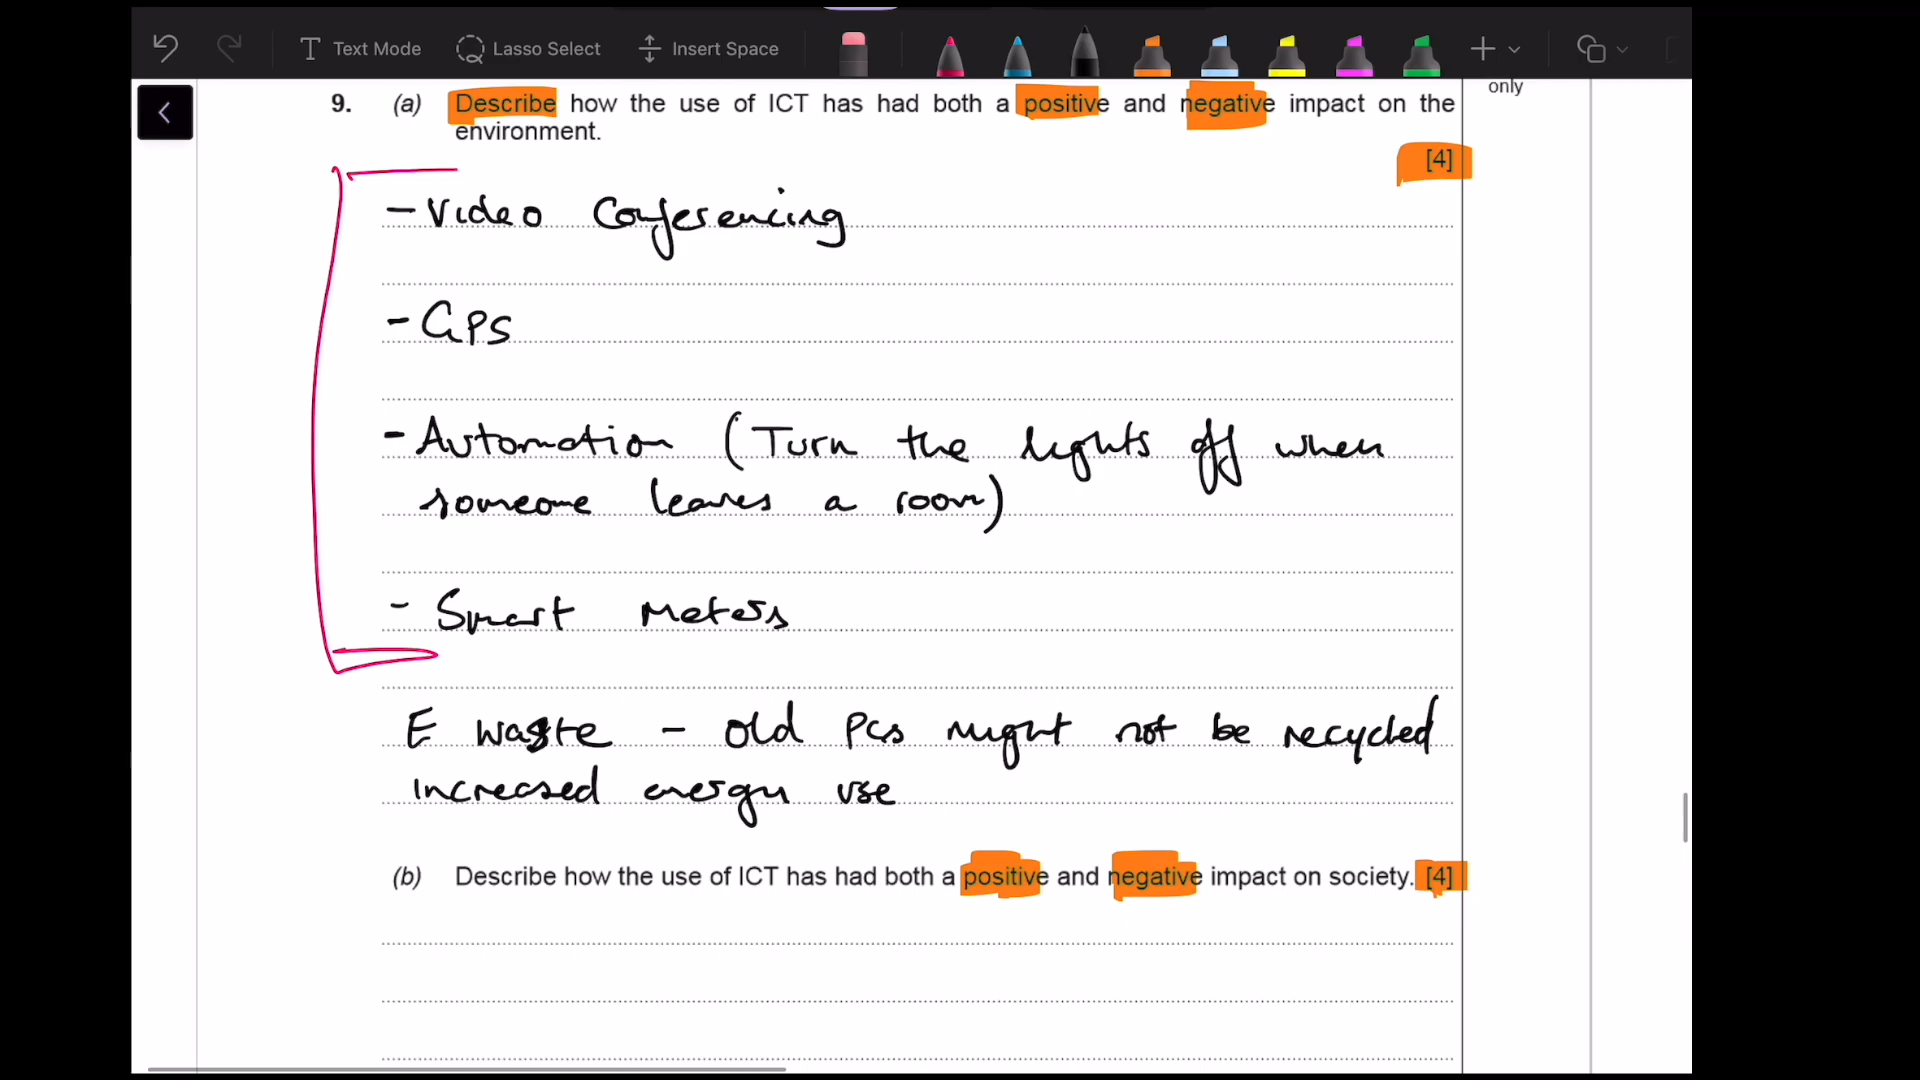 Text Mode Lasso Select Insert Space
only
9. (a) Describe how the use of ICT has had both a positive and negative impact on the
environment.
[4]
- Video Conferencing
- GPS
- Automation (Turn the lights off when
someone leaves a room)
- Smart Meters
E waste - old PCs might not be recycled
increased energy use
(b) Describe how the use of ICT has had both a positive and negative impact on society. [4]